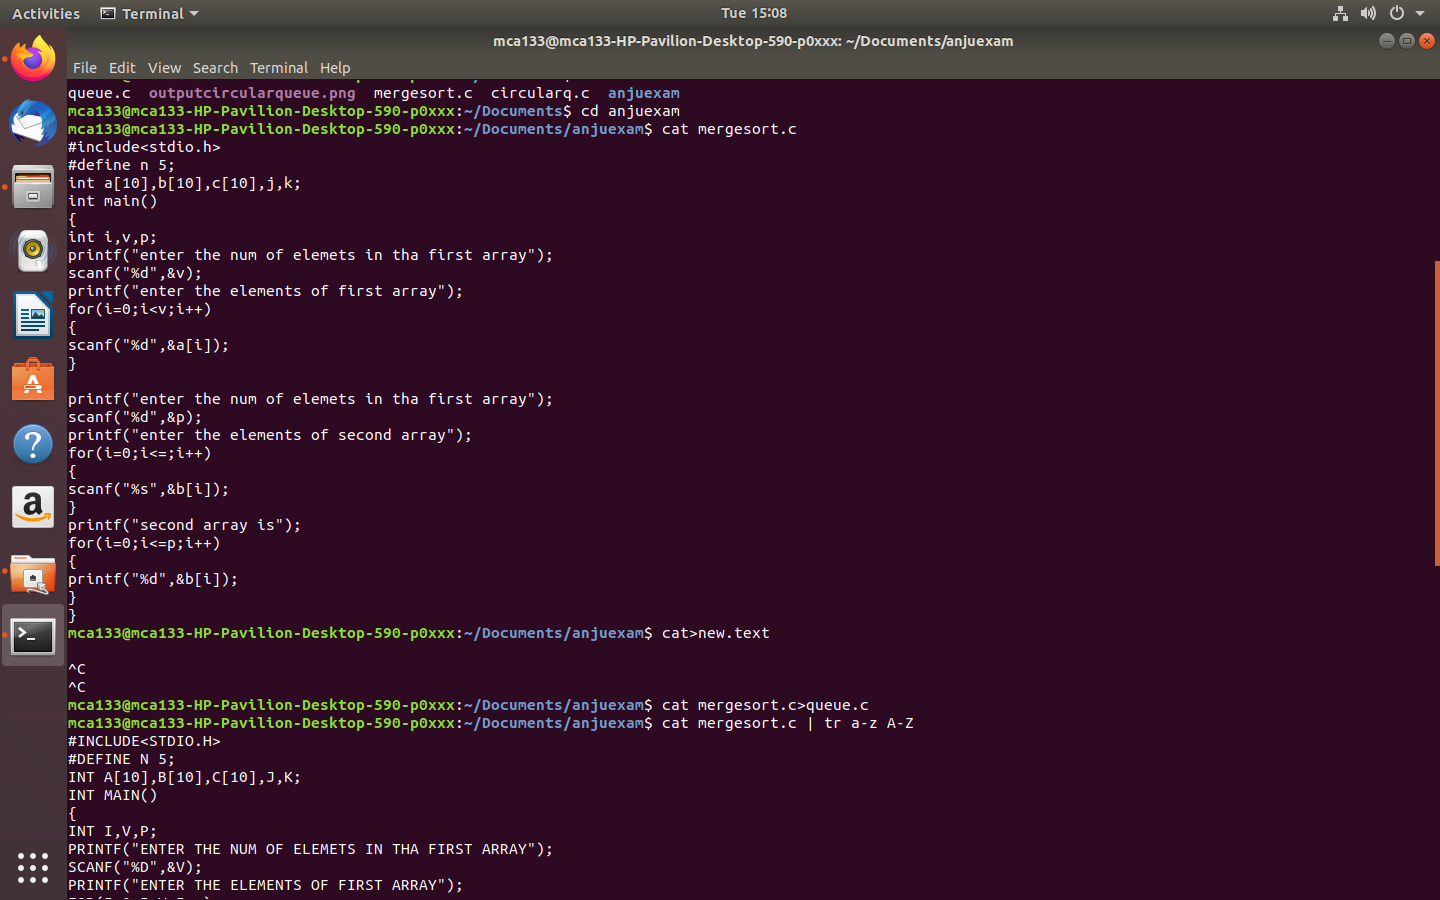 Activities Terminal Tue 15:08
mca133@mca133-HP-Pavilion-Desktop-590-p0xxx: ~/Documents/anjuexam
File Edit View Search Terminal Help
queue.c outputcircularqueue.png mergesort.c circularq.c anjuexam
mca133@mca133-HP-Pavilion-Desktop-590-p0xxx:~/Documents$ cd anjuexam
mca133@mca133-HP-Pavilion-Desktop-590-p0xxx:~/Documents/anjuexam$ cat mergesort.c
#include<stdio.h>
#define n 5;
int a[10],b[10],c[10],j,k;
int main()
{
int i,v,p;
printf("enter the num of elemets in tha first array");
scanf("%d",&v);
printf("enter the elements of first array");
for(i=0;i<v;i++)
{
scanf("%d",&a[i]);
}
printf("enter the num of elemets in tha first array");
scanf("%d",&p);
printf("enter the elements of second array");
for(i=0;i<=;i++)
{
scanf("%s",&b[i]);
}
printf("second array is");
for(i=0;i<=p;i++)
{
printf("%d",&b[i]);
}
}
mca133@mca133-HP-Pavilion-Desktop-590-p0xxx:~/Documents/anjuexam$ cat>new.text
^C
^C
mca133@mca133-HP-Pavilion-Desktop-590-p0xxx:~/Documents/anjuexam$ cat mergesort.c>queue.c
mca133@mca133-HP-Pavilion-Desktop-590-p0xxx:~/Documents/anjuexam$ cat mergesort.c | tr a-z A-Z
#INCLUDE<STDIO.H>
#DEFINE N 5;
INT A[10],B[10],C[10],J,K;
INT MAIN()
{
INT I,V,P;
PRINTF("ENTER THE NUM OF ELEMETS IN THA FIRST ARRAY");
SCANF("%D",&V);
PRINTF("ENTER THE ELEMENTS OF FIRST ARRAY");